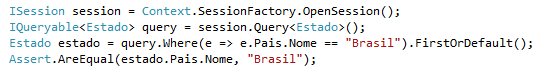 ISession session = Context.SessionFactory.OpenSession();
IQueryable<Estado> query = session.Query<Estado>();
Estado estado = query.Where(e => e.Pais.Nome == "Brasil").FirstOrDefault();
Assert.AreEqual(estado.Pais.Nome, "Brasil");